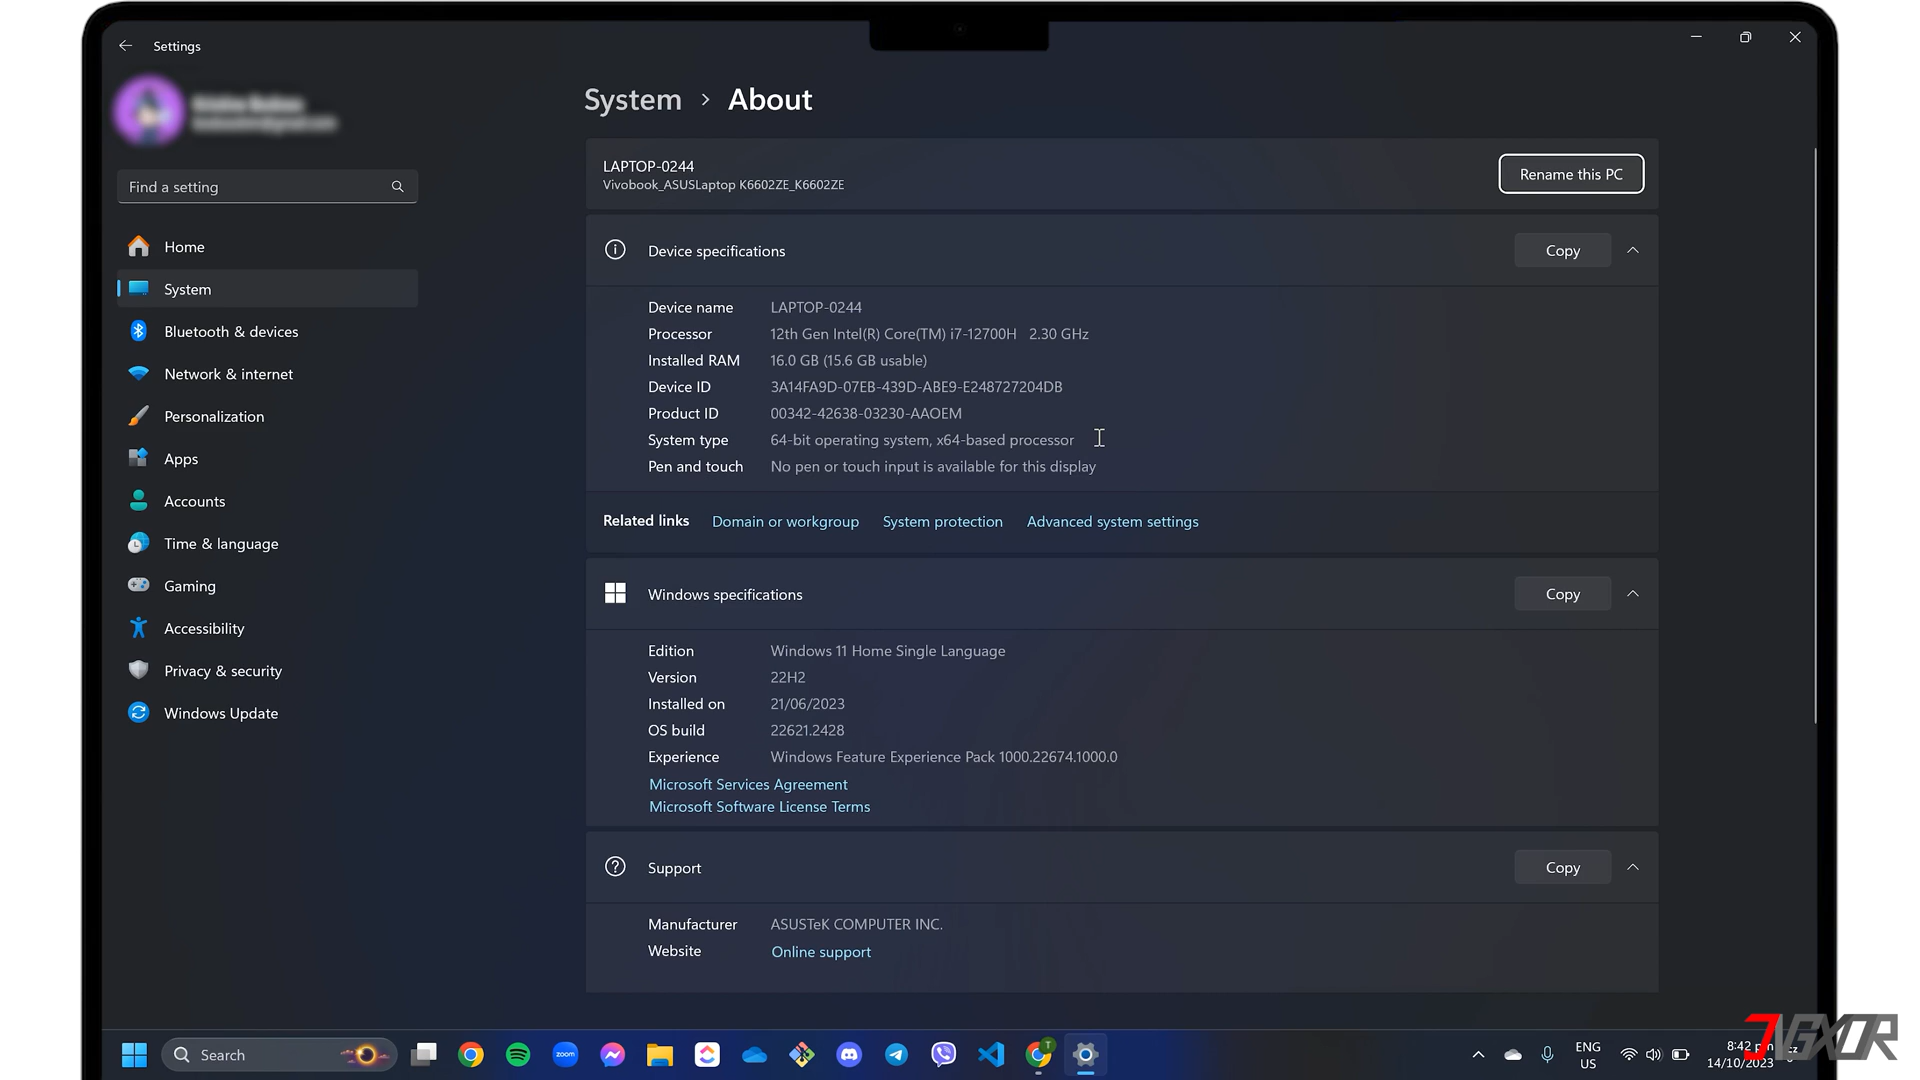 Settings
System > About
LAPTOP-0244
Vivobook_ASUSLaptop K6602ZE_K6602ZE
Rename this PC
Find a setting
Home
System
Bluetooth & devices
Network & internet
Personalization
Apps
Accounts
Time & language
Gaming
Accessibility
Privacy & security
Windows Update
Device specifications
Copy
Device name LAPTOP-0244
Processor 12th Gen Intel(R) Core(TM) i7-12700H 2.30 GHz
Installed RAM 16.0 GB (15.6 GB usable)
Device ID 3A14FA9D-07EB-439D-ABE9-E248727204DB
Product ID 00342-42638-03230-AAOEM
System type 64-bit operating system, x64-based processor
Pen and touch No pen or touch input is available for this display
Related links Domain or workgroup System protection Advanced system settings
Windows specifications
Copy
Edition Windows 11 Home Single Language
Version 22H2
Installed on 21/06/2023
OS build 22621.2428
Experience Windows Feature Experience Pack 1000.22674.1000.0
Microsoft Services Agreement
Microsoft Software License Terms
Support
Copy
Manufacturer ASUSTeK COMPUTER INC.
Website Online support
Search
zoom
T
ENG
US
8:42
14/10/2023
JVGXOR